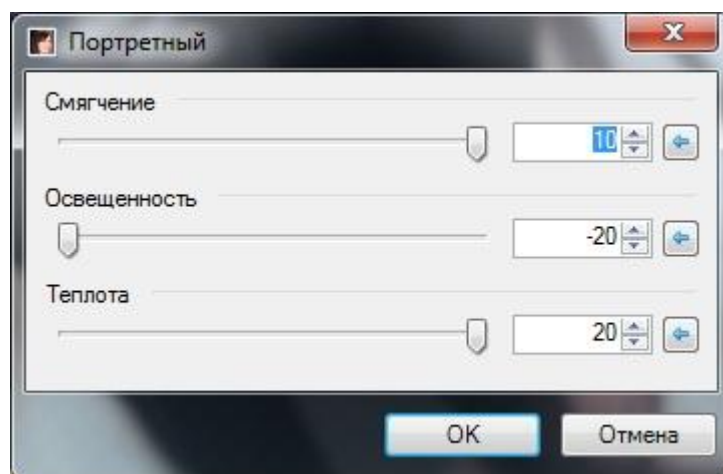 Портретный
Смягчение
10
Освещенность
-20
Теплота
20
OK
Отмена